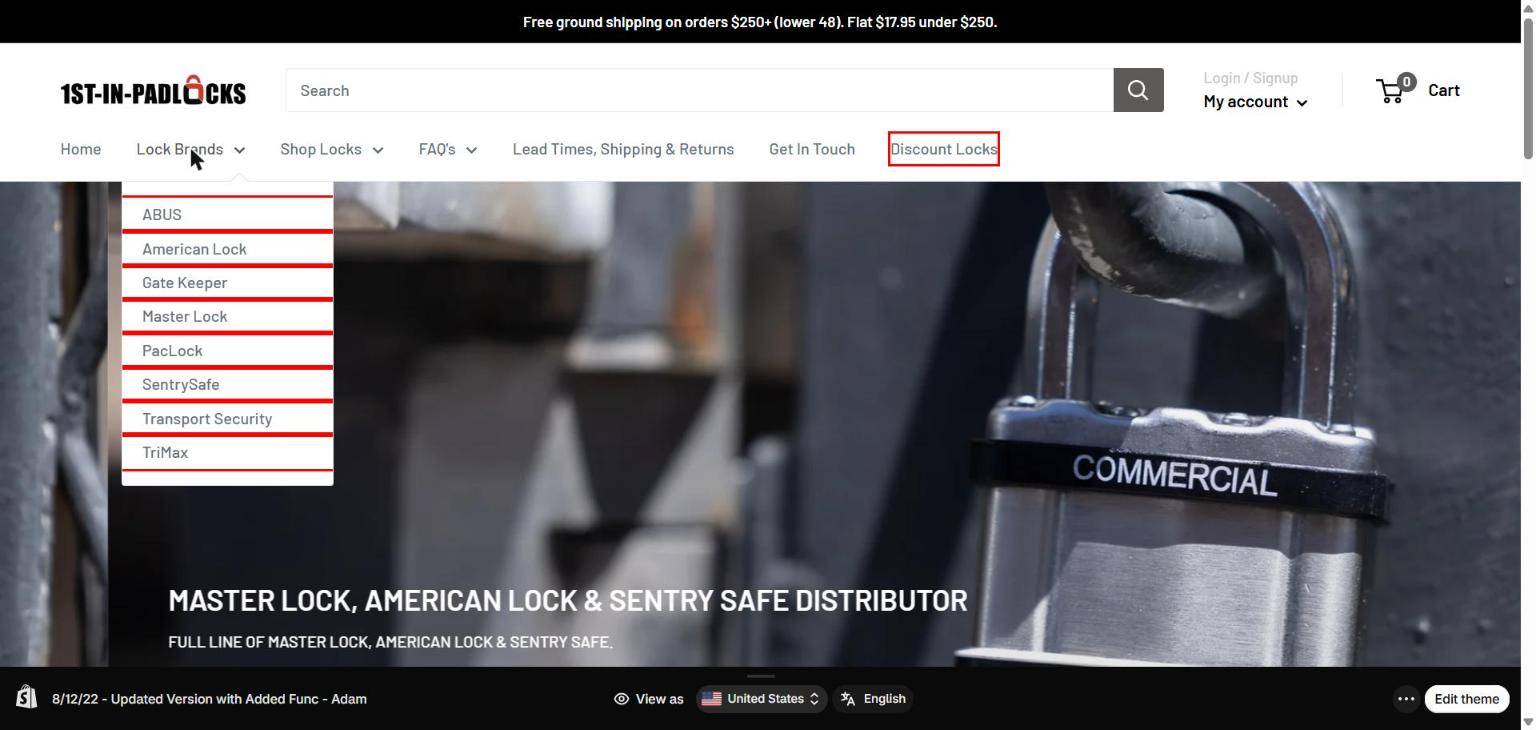 Free ground shipping on orders $250+ (lower 48). Flat $17.95 under $250.
1ST-IN-PADLOCKS
Search
Login / Signup
My account
0
Cart
Home
Lock Brands
Shop Locks
FAQ's
Lead Times, Shipping & Returns
Get In Touch
Discount Locks
ABUS
American Lock
Gate Keeper
Master Lock
PacLock
SentrySafe
Transport Security
TriMax
COMMERCIAL
MASTER LOCK, AMERICAN LOCK & SENTRY SAFE DISTRIBUTOR
FULL LINE OF MASTER LOCK, AMERICAN LOCK & SENTRY SAFE.
8/12/22 - Updated Version with Added Func - Adam
View as
United States
English
Edit theme